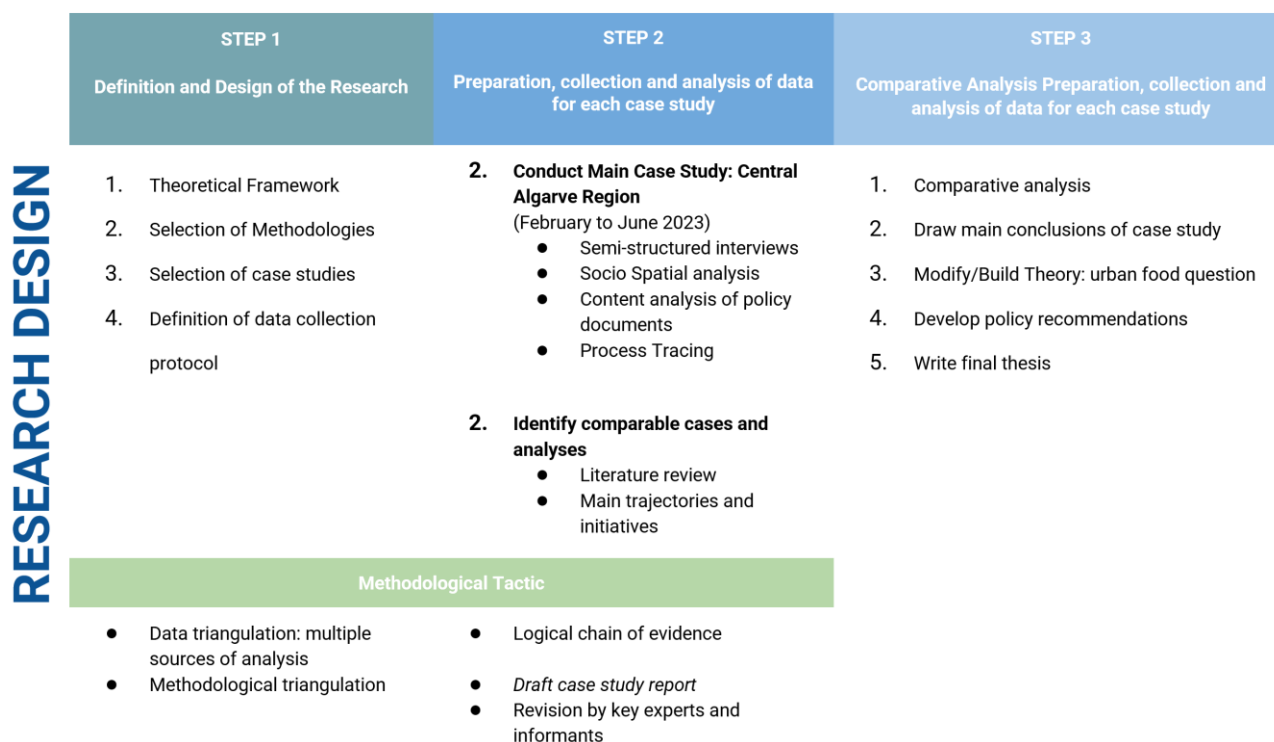 RESEARCH DESIGN
STEP 1
Definition and Design of the Research
STEP 2
Preparation, collection and analysis of data
for each case study
STEP 3
Comparative Analysis Preparation, collection and
analysis of data for each case study
1. Theoretical Framework
2. Selection of Methodologies
3. Selection of case studies
4. Definition of data collection
protocol
2. Conduct Main Case Study: Central
Algarve Region
(February to June 2023)
● Semi-structured interviews
● Socio Spatial analysis
● Content analysis of policy
documents
● Process Tracing
2. Identify comparable cases and
analyses
● Literature review
● Main trajectories and
initiatives
1. Comparative analysis
2. Draw main conclusions of case study
3. Modify/Build Theory: urban food question
4. Develop policy recommendations
5. Write final thesis
Methodological Tactic
● Data triangulation: multiple
sources of analysis
● Methodological triangulation
● Logical chain of evidence
● Draft case study report
● Revision by key experts and
informants